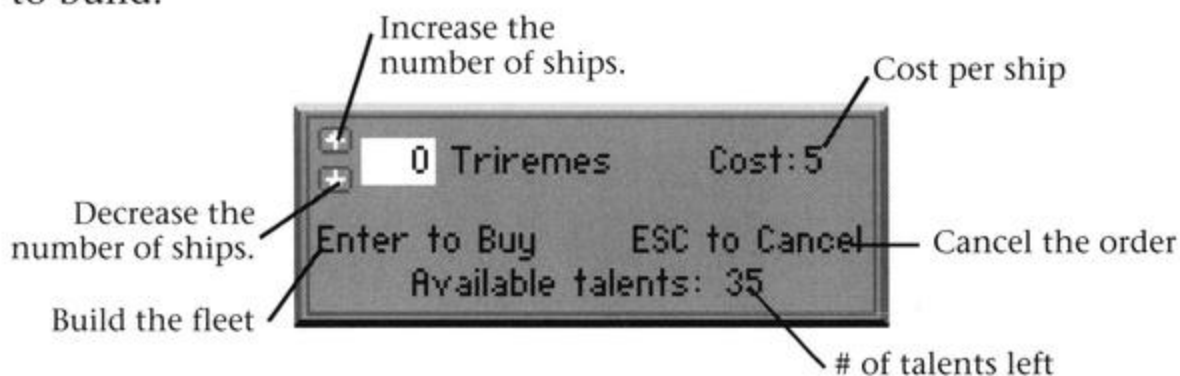 to build.
Increase the
number of ships.
Cost per ship
0 Triremes Cost:5
Decrease the
number of ships.
Enter to Buy ESC to Cancel
Cancel the order
Available talents: 35
Build the fleet
# of talents left